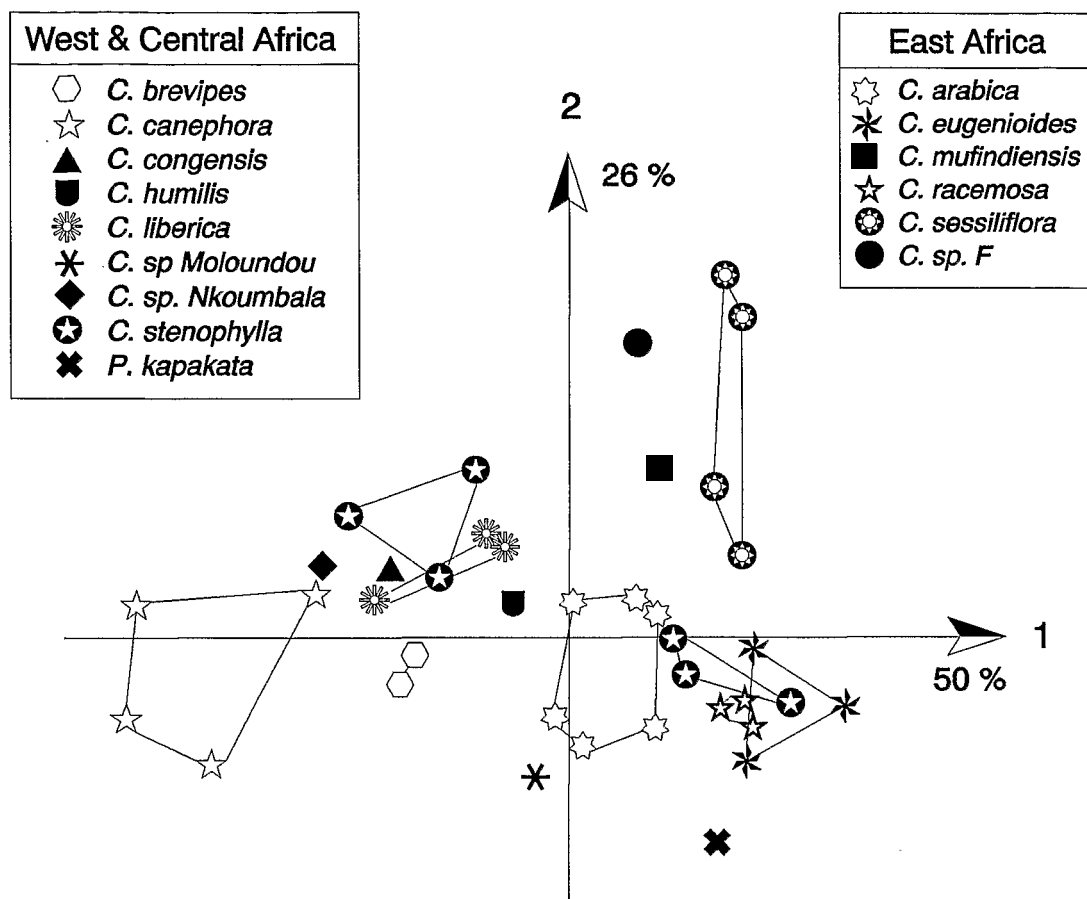 West & Central Africa
C. brevipes
C. canephora
C. congensis
C. humilis
C. liberica
C. sp Moloundou
C. sp. Nkoumbala
C. stenophylla
P. kapakata
East Africa
C. arabica
C. eugenioides
C. mufindiensis
C. racemosa
C. sessiliflora
C. sp. F
2
26 %
1
50 %